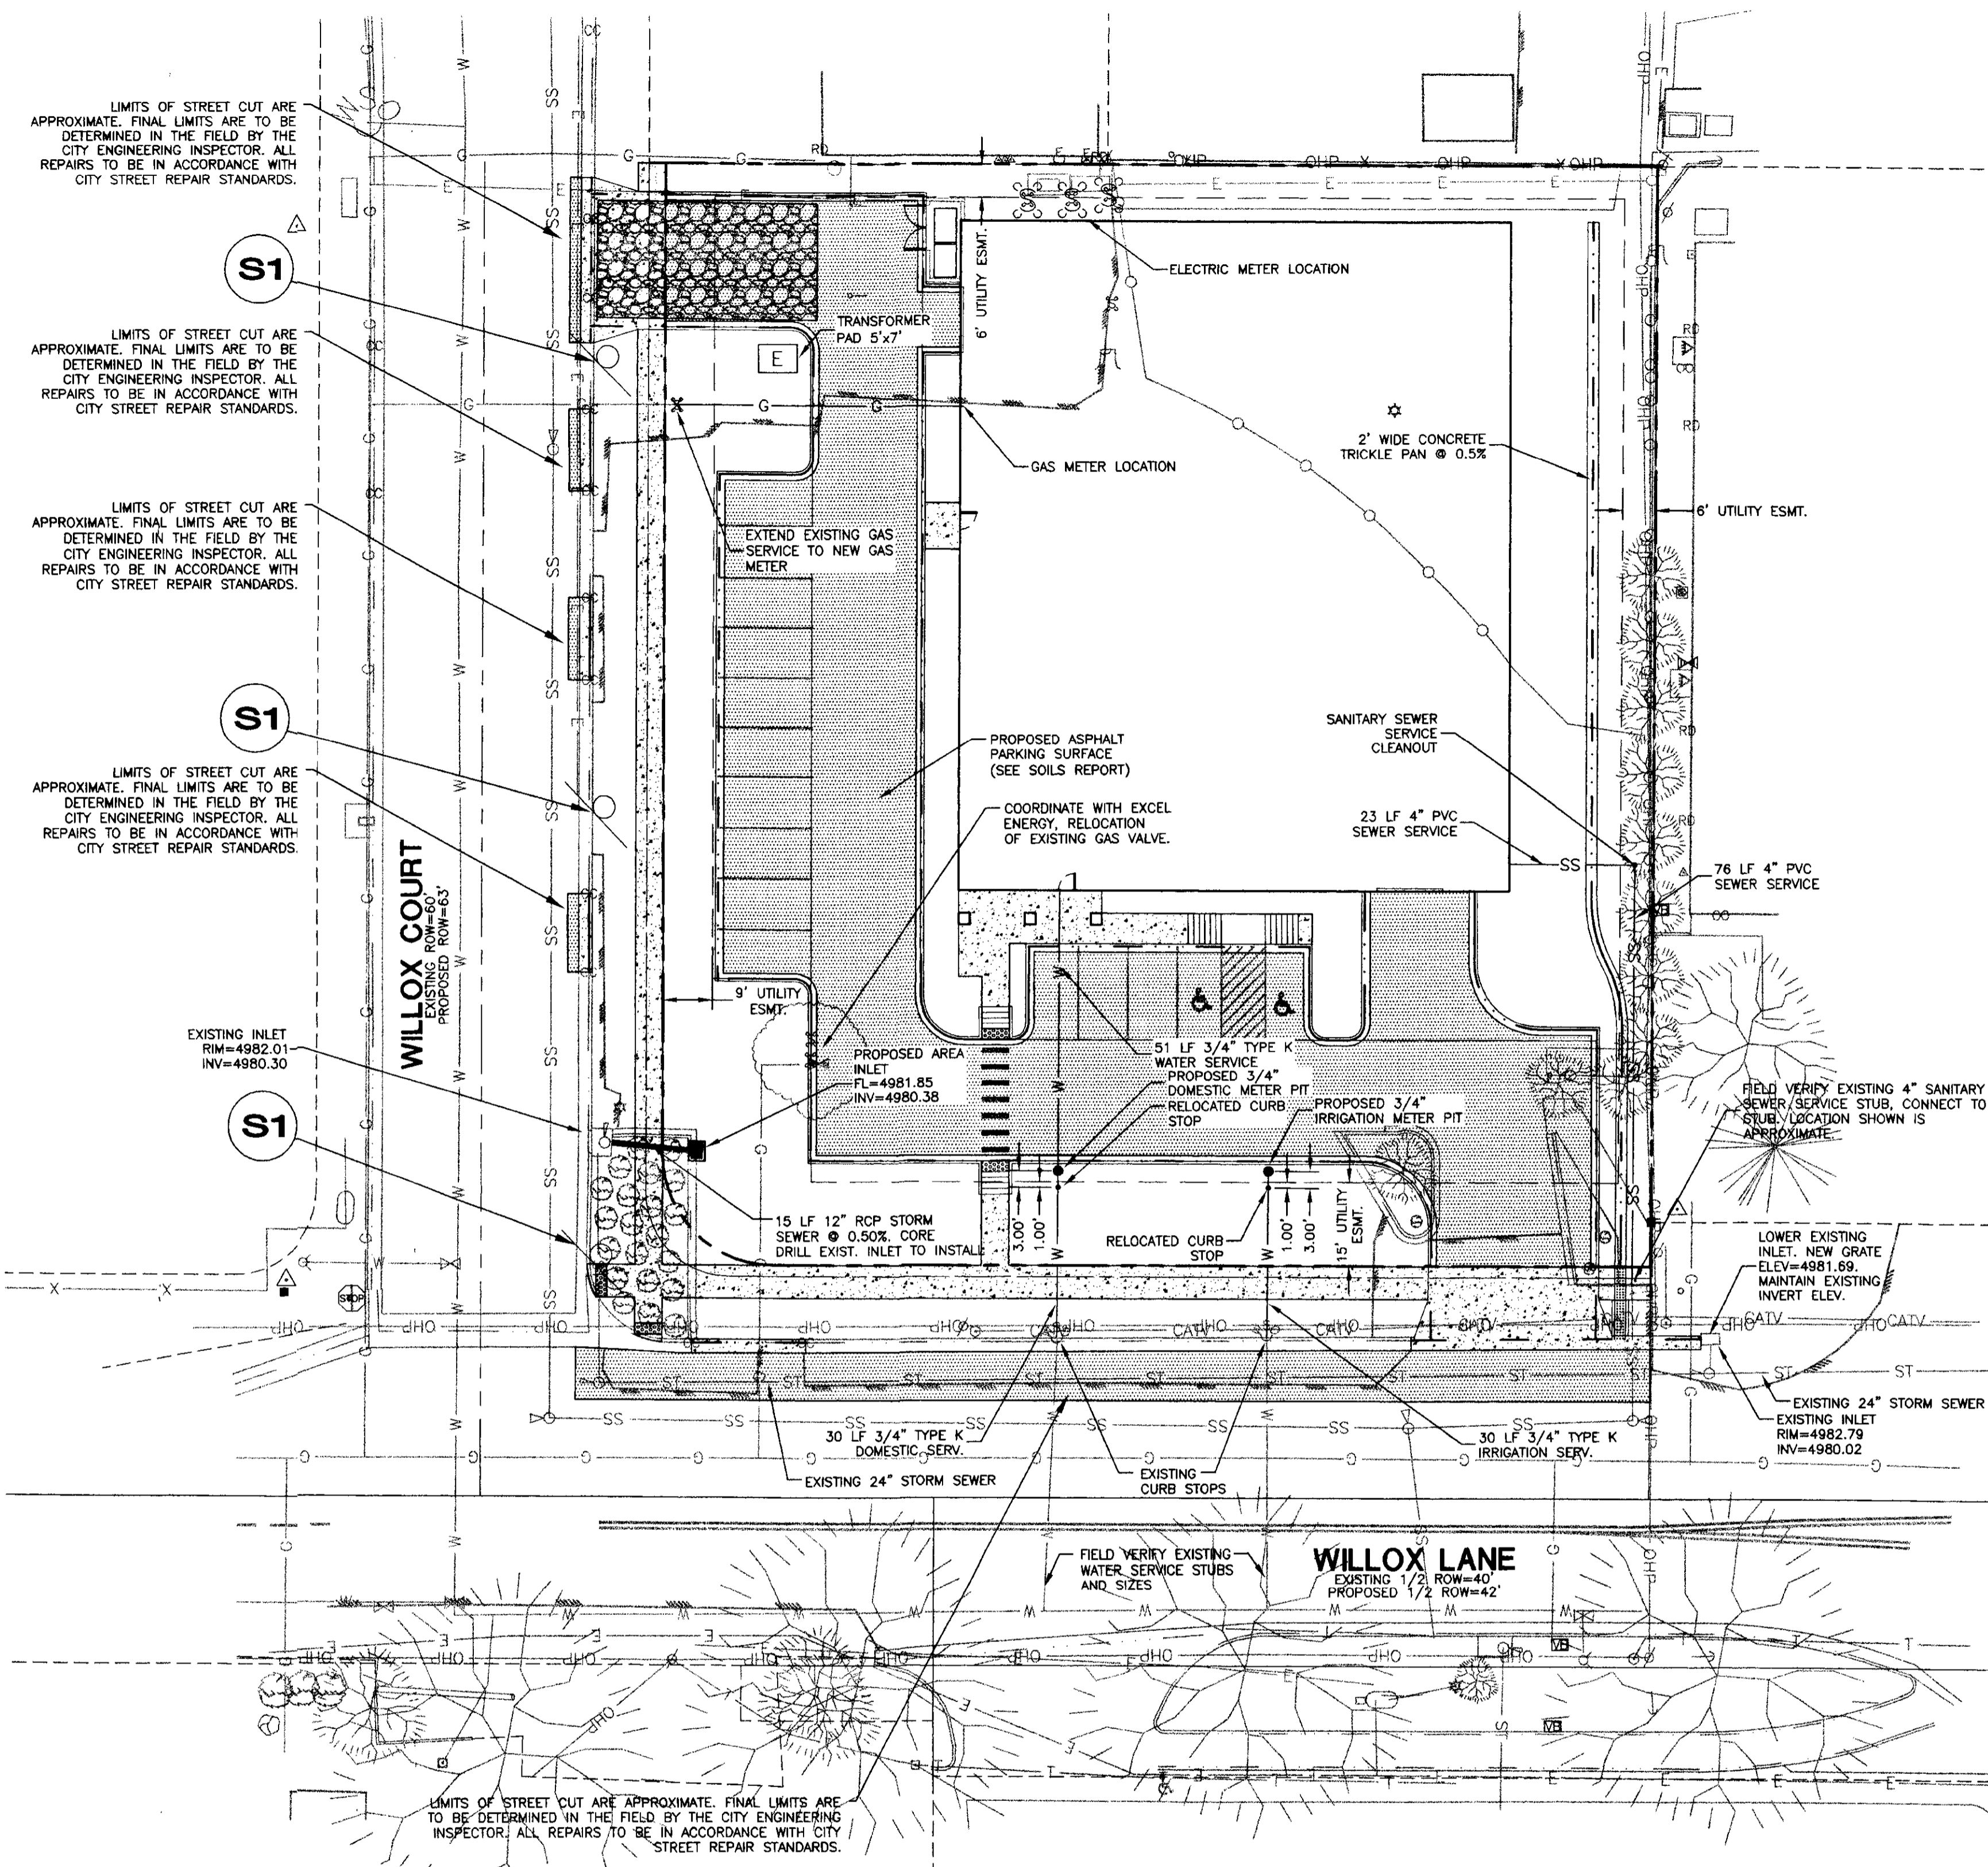 LIMITS OF STREET CUT ARE
APPROXIMATE. FINAL LIMITS ARE TO BE
DETERMINED IN THE FIELD BY THE
CITY ENGINEERING INSPECTOR. ALL
REPAIRS TO BE IN ACCORDANCE WITH
CITY STREET REPAIR STANDARDS.
S1
LIMITS OF STREET CUT ARE
APPROXIMATE. FINAL LIMITS ARE TO BE
DETERMINED IN THE FIELD BY THE
CITY ENGINEERING INSPECTOR. ALL
REPAIRS TO BE IN ACCORDANCE WITH
CITY STREET REPAIR STANDARDS.
LIMITS OF STREET CUT ARE
APPROXIMATE. FINAL LIMITS ARE TO BE
DETERMINED IN THE FIELD BY THE
CITY ENGINEERING INSPECTOR. ALL
REPAIRS TO BE IN ACCORDANCE WITH
CITY STREET REPAIR STANDARDS.
S1
LIMITS OF STREET CUT ARE
APPROXIMATE. FINAL LIMITS ARE TO BE
DETERMINED IN THE FIELD BY THE
CITY ENGINEERING INSPECTOR. ALL
REPAIRS TO BE IN ACCORDANCE WITH
CITY STREET REPAIR STANDARDS.
WILLOX COURT
EXISTING ROW=60'
PROPOSED ROW=63'
EXISTING INLET
RIM=4982.01
INV=4980.30
S1
ELECTRIC METER LOCATION
6' UTILITY ESMT.
TRANSFORMER
PAD 5'x7'
E
GAS METER LOCATION
2' WIDE CONCRETE
TRICKLE PAN @ 0.5%
6' UTILITY ESMT.
EXTEND EXISTING GAS
SERVICE TO NEW GAS
METER
PROPOSED ASPHALT
PARKING SURFACE
(SEE SOILS REPORT)
SANITARY SEWER
SERVICE
CLEANOUT
COORDINATE WITH EXCEL
ENERGY, RELOCATION
OF EXISTING GAS VALVE.
23 LF 4" PVC
SEWER SERVICE
76 LF 4" PVC
SEWER SERVICE
9' UTILITY
ESMT.
PROPOSED AREA
INLET
FL=4981.85
INV=4980.38
51 LF 3/4" TYPE K
WATER SERVICE
PROPOSED 3/4"
DOMESTIC METER PIT
RELOCATED CURB
STOP
PROPOSED 3/4"
IRRIGATION METER PIT
FIELD VERIFY EXISTING 4" SANITARY
SEWER SERVICE STUB, CONNECT TO
STUB. LOCATION SHOWN IS
APPROXIMATE.
15 LF 12" RCP STORM
SEWER @ 0.50%. CORE
DRILL EXIST. INLET TO INSTALL
3.00'
1.00'
RELOCATED CURB
STOP
1.00'
3.00'
15' UTILITY
ESMT.
LOWER EXISTING
INLET. NEW GRATE
ELEV=4981.69.
MAINTAIN EXISTING
INVERT ELEV.
STOP
30 LF 3/4" TYPE K
DOMESTIC SERV.
EXISTING 24" STORM SEWER
EXISTING
CURB STOPS
30 LF 3/4" TYPE K
IRRIGATION SERV.
EXISTING 24" STORM SEWER
EXISTING INLET
RIM=4982.79
INV=4980.02
FIELD VERIFY EXISTING
WATER SERVICE STUBS
AND SIZES
WILLOX LANE
EXISTING 1/2 ROW=40'
PROPOSED 1/2 ROW=42'
VB
VB
LIMITS OF STREET CUT ARE APPROXIMATE. FINAL LIMITS ARE
TO BE DETERMINED IN THE FIELD BY THE CITY ENGINEERING
INSPECTOR. ALL REPAIRS TO BE IN ACCORDANCE WITH CITY
STREET REPAIR STANDARDS.